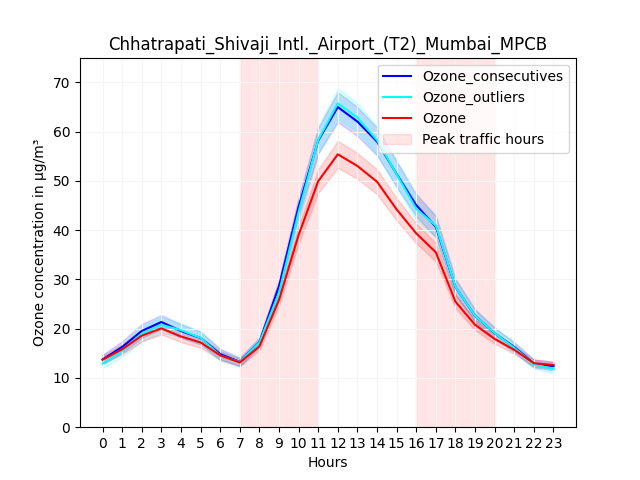 Chhatrapati_Shivaji_Intl._Airport_(T2)_Mumbai_MPCB
Ozone_consecutives
Ozone_outliers
Ozone
Peak traffic hours
Ozone concentration in µg/m³
70
60
50
40
30
20
10
0
0 1 2 3 4 5 6 7 8 9 10 11 12 13 14 15 16 17 18 19 20 21 22 23
Hours